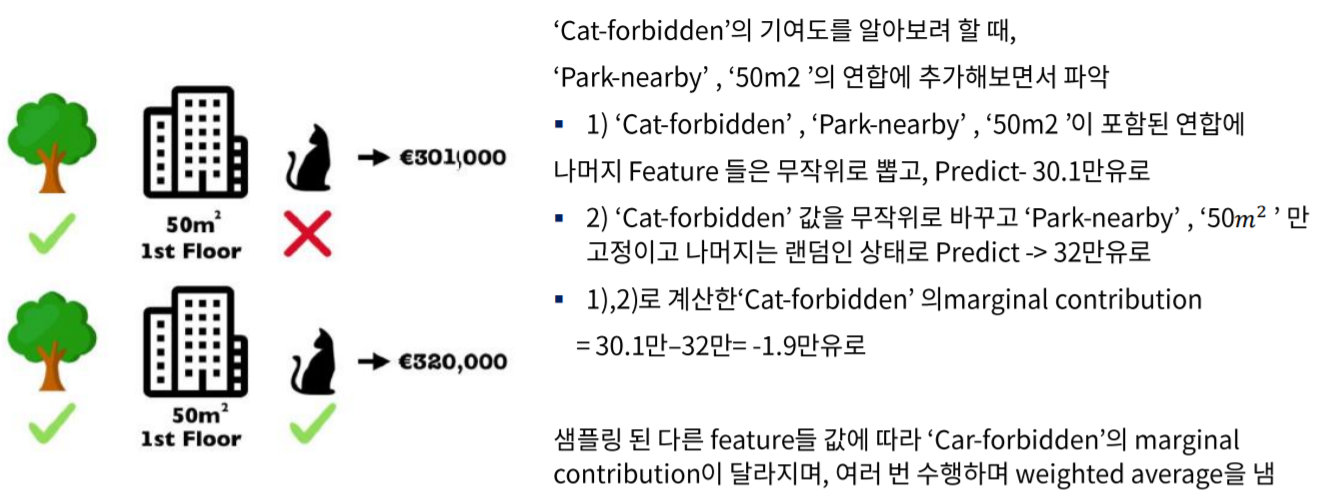 €301,000
50m²
1st Floor
€320,000
50m²
1st Floor
‘Cat-forbidden’의 기여도를 알아보려 할 때,
‘Park-nearby’ , ‘50m2 ’의 연합에 추가해보면서 파악
▪ 1) ‘Cat-forbidden’ , ‘Park-nearby’ , ‘50m2 ’이 포함된 연합에
나머지 Feature 들은 무작위로 뽑고, Predict- 30.1만유로
▪ 2) ‘Cat-forbidden’ 값을 무작위로 바꾸고 ‘Park-nearby’ , ‘50m² ’ 만
고정이고 나머지는 랜덤인 상태로 Predict -> 32만유로
▪ 1),2)로 계산한‘Cat-forbidden’ 의marginal contribution
= 30.1만–32만= -1.9만유로
샘플링 된 다른 feature들 값에 따라 ‘Car-forbidden’의 marginal
contribution이 달라지며, 여러 번 수행하며 weighted average을 냄